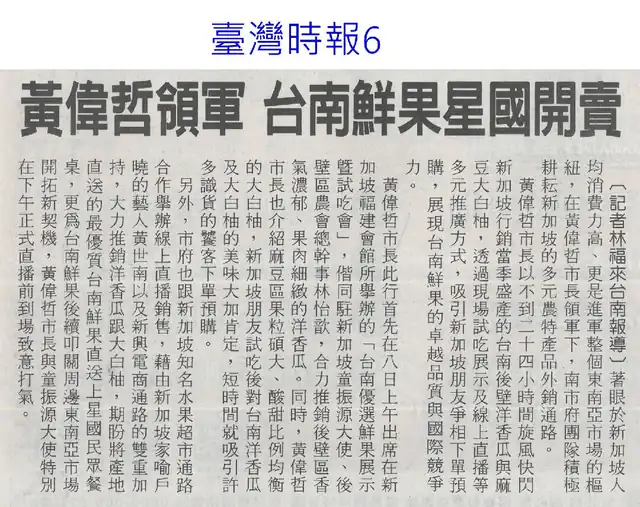 臺灣時報6
黃偉哲領軍 台南鮮果星國開賣
〔記者林福來台南報導〕著眼於新加坡人
均消費力高、更是進軍整個東南亞市場的樞
紐，在黃偉哲市長領軍下，南市府團隊積極
耕耘新加坡的多元農特產品外銷通路。
黃偉哲市長以不到二十四小時旋風快閃
新加坡行銷當季盛產的台南後壁洋香瓜與麻
豆大白柚，透過現場試吃展示及線上直播等
多元推廣方式，吸引新加坡朋友爭相下單預
購，展現台南鮮果的卓越品質與國際競爭
力。
黃偉哲市長此行首先在八日上午出席在新
加坡福建會館所舉辦的「台南優選鮮果展示
暨試吃會」，偕同駐新加坡童振源大使、後
壁區農會總幹事林怡歆，合力推銷後壁區香
氣濃郁、果肉細緻的洋香瓜。同時，黃偉哲
市長也介紹麻豆區果粒碩大、酸甜比例均衡
的大白柚，新加坡朋友試吃後對台南洋香瓜
及大白柚的美味大加肯定，短時間就吸引許
多識貨的饕客下單預購。
另外，市府也跟新加坡知名水果超市通路
合作舉辦線上直播銷售，藉由新加坡家喻戶
曉的藝人黃世南以及新興電商通路的雙重加
持，大力推銷洋香瓜跟大白柚，期盼將產地
直送的最優質台南鮮果直送上星國民眾餐
桌，更為台南鮮果後續叩關周邊東南亞市場
開拓新契機，黃偉哲市長與童振源大使特別
在下午正式直播前到場致意打氣。